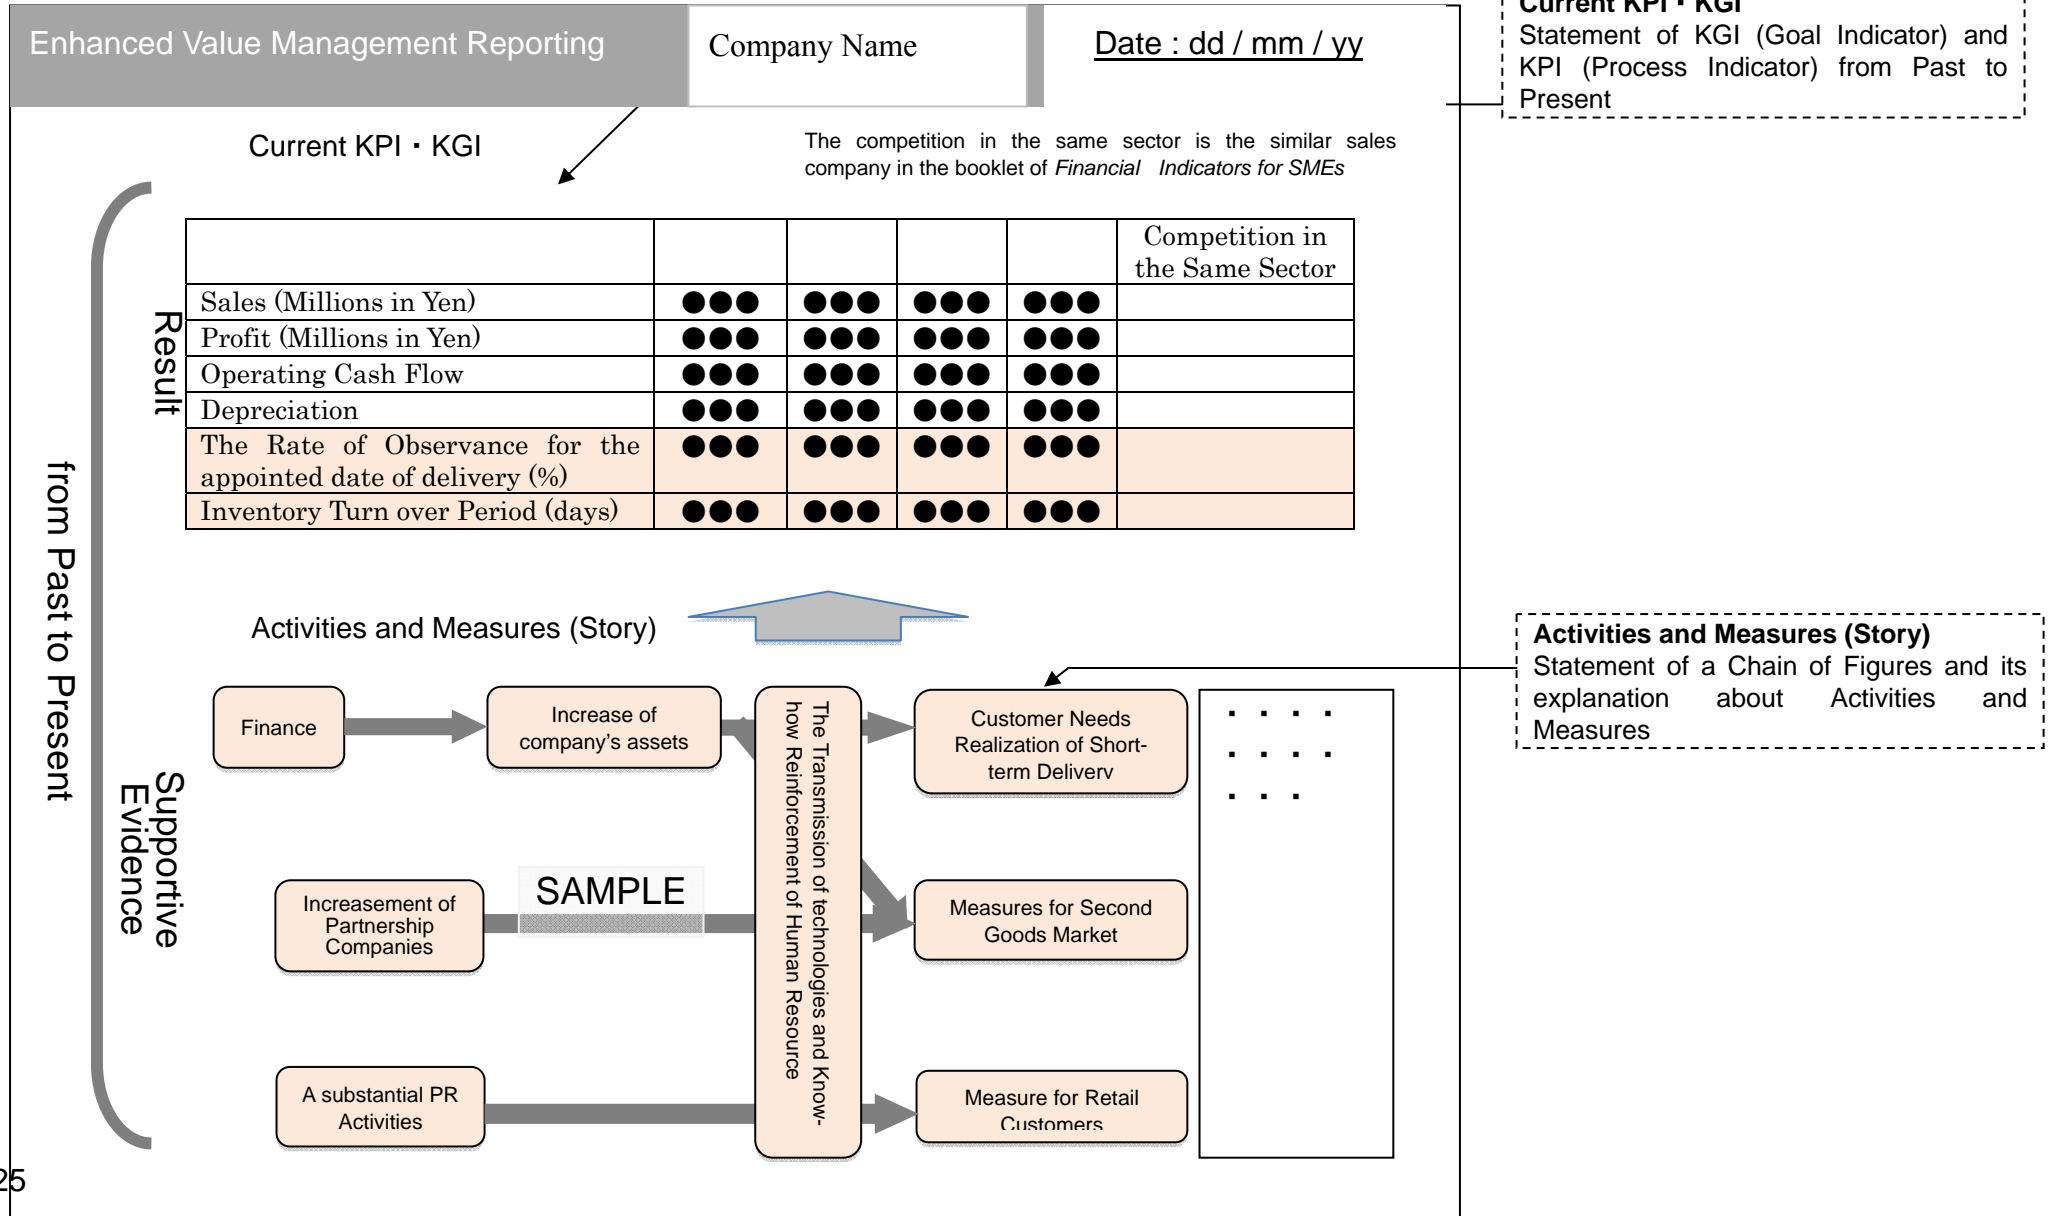 Enhanced Value Management Reporting
Company Name
Date : dd / mm / yy
Current KPI・KGI
Statement of KGI (Goal Indicator) and
KPI (Process Indicator) from Past to
Present
Current KPI・KGI
The competition in the same sector is the similar sales
company in the booklet of Financial Indicators for SMEs
from Past to Present
Result
Competition in
the Same Sector
Sales (Millions in Yen) ●●● ●●● ●●● ●●●
Profit (Millions in Yen) ●●● ●●● ●●● ●●●
Operating Cash Flow ●●● ●●● ●●● ●●●
Depreciation ●●● ●●● ●●● ●●●
The Rate of Observance for the ●●● ●●● ●●● ●●●
appointed date of delivery (%)
Inventory Turn over Period (days) ●●● ●●● ●●● ●●●
Activities and Measures (Story)
Activities and Measures (Story)
Statement of a Chain of Figures and its
explanation about Activities and
Measures
Supportive
Evidence
Finance
Increase of
company's assets
The Transmission of technologies and Know-
how Reinforcement of Human Resource
Customer Needs
Realization of Short-
term Delivery
・・・・
・・・・
・・・
Increasement of
Partnership
Companies
SAMPLE
Measures for Second
Goods Market
A substantial PR
Activities
Measure for Retail
Customers
25